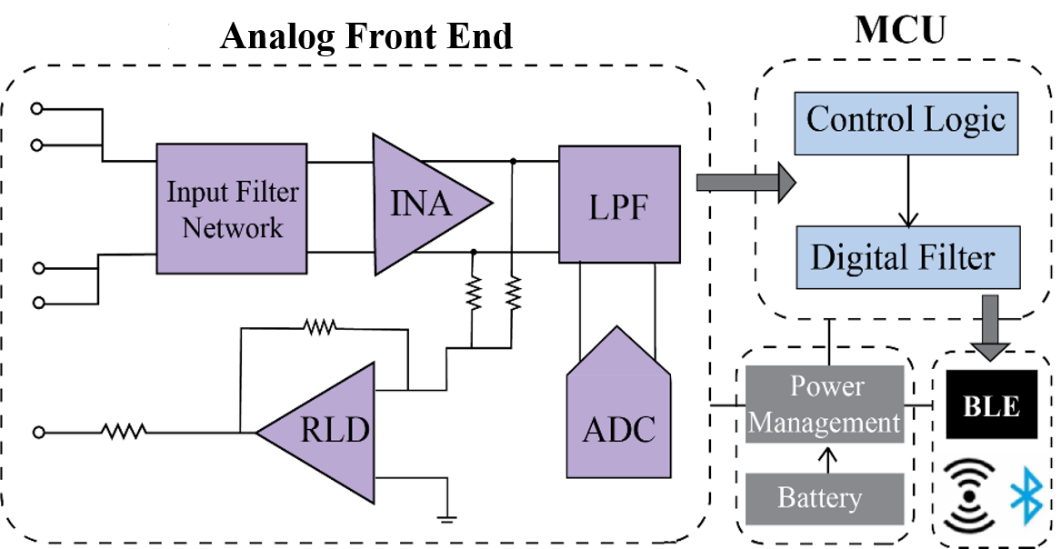 Analog Front End
MCU
Input Filter
Network
INA
LPF
RLD
ADC
Control Logic
Digital Filter
Power
Management
Battery
BLE